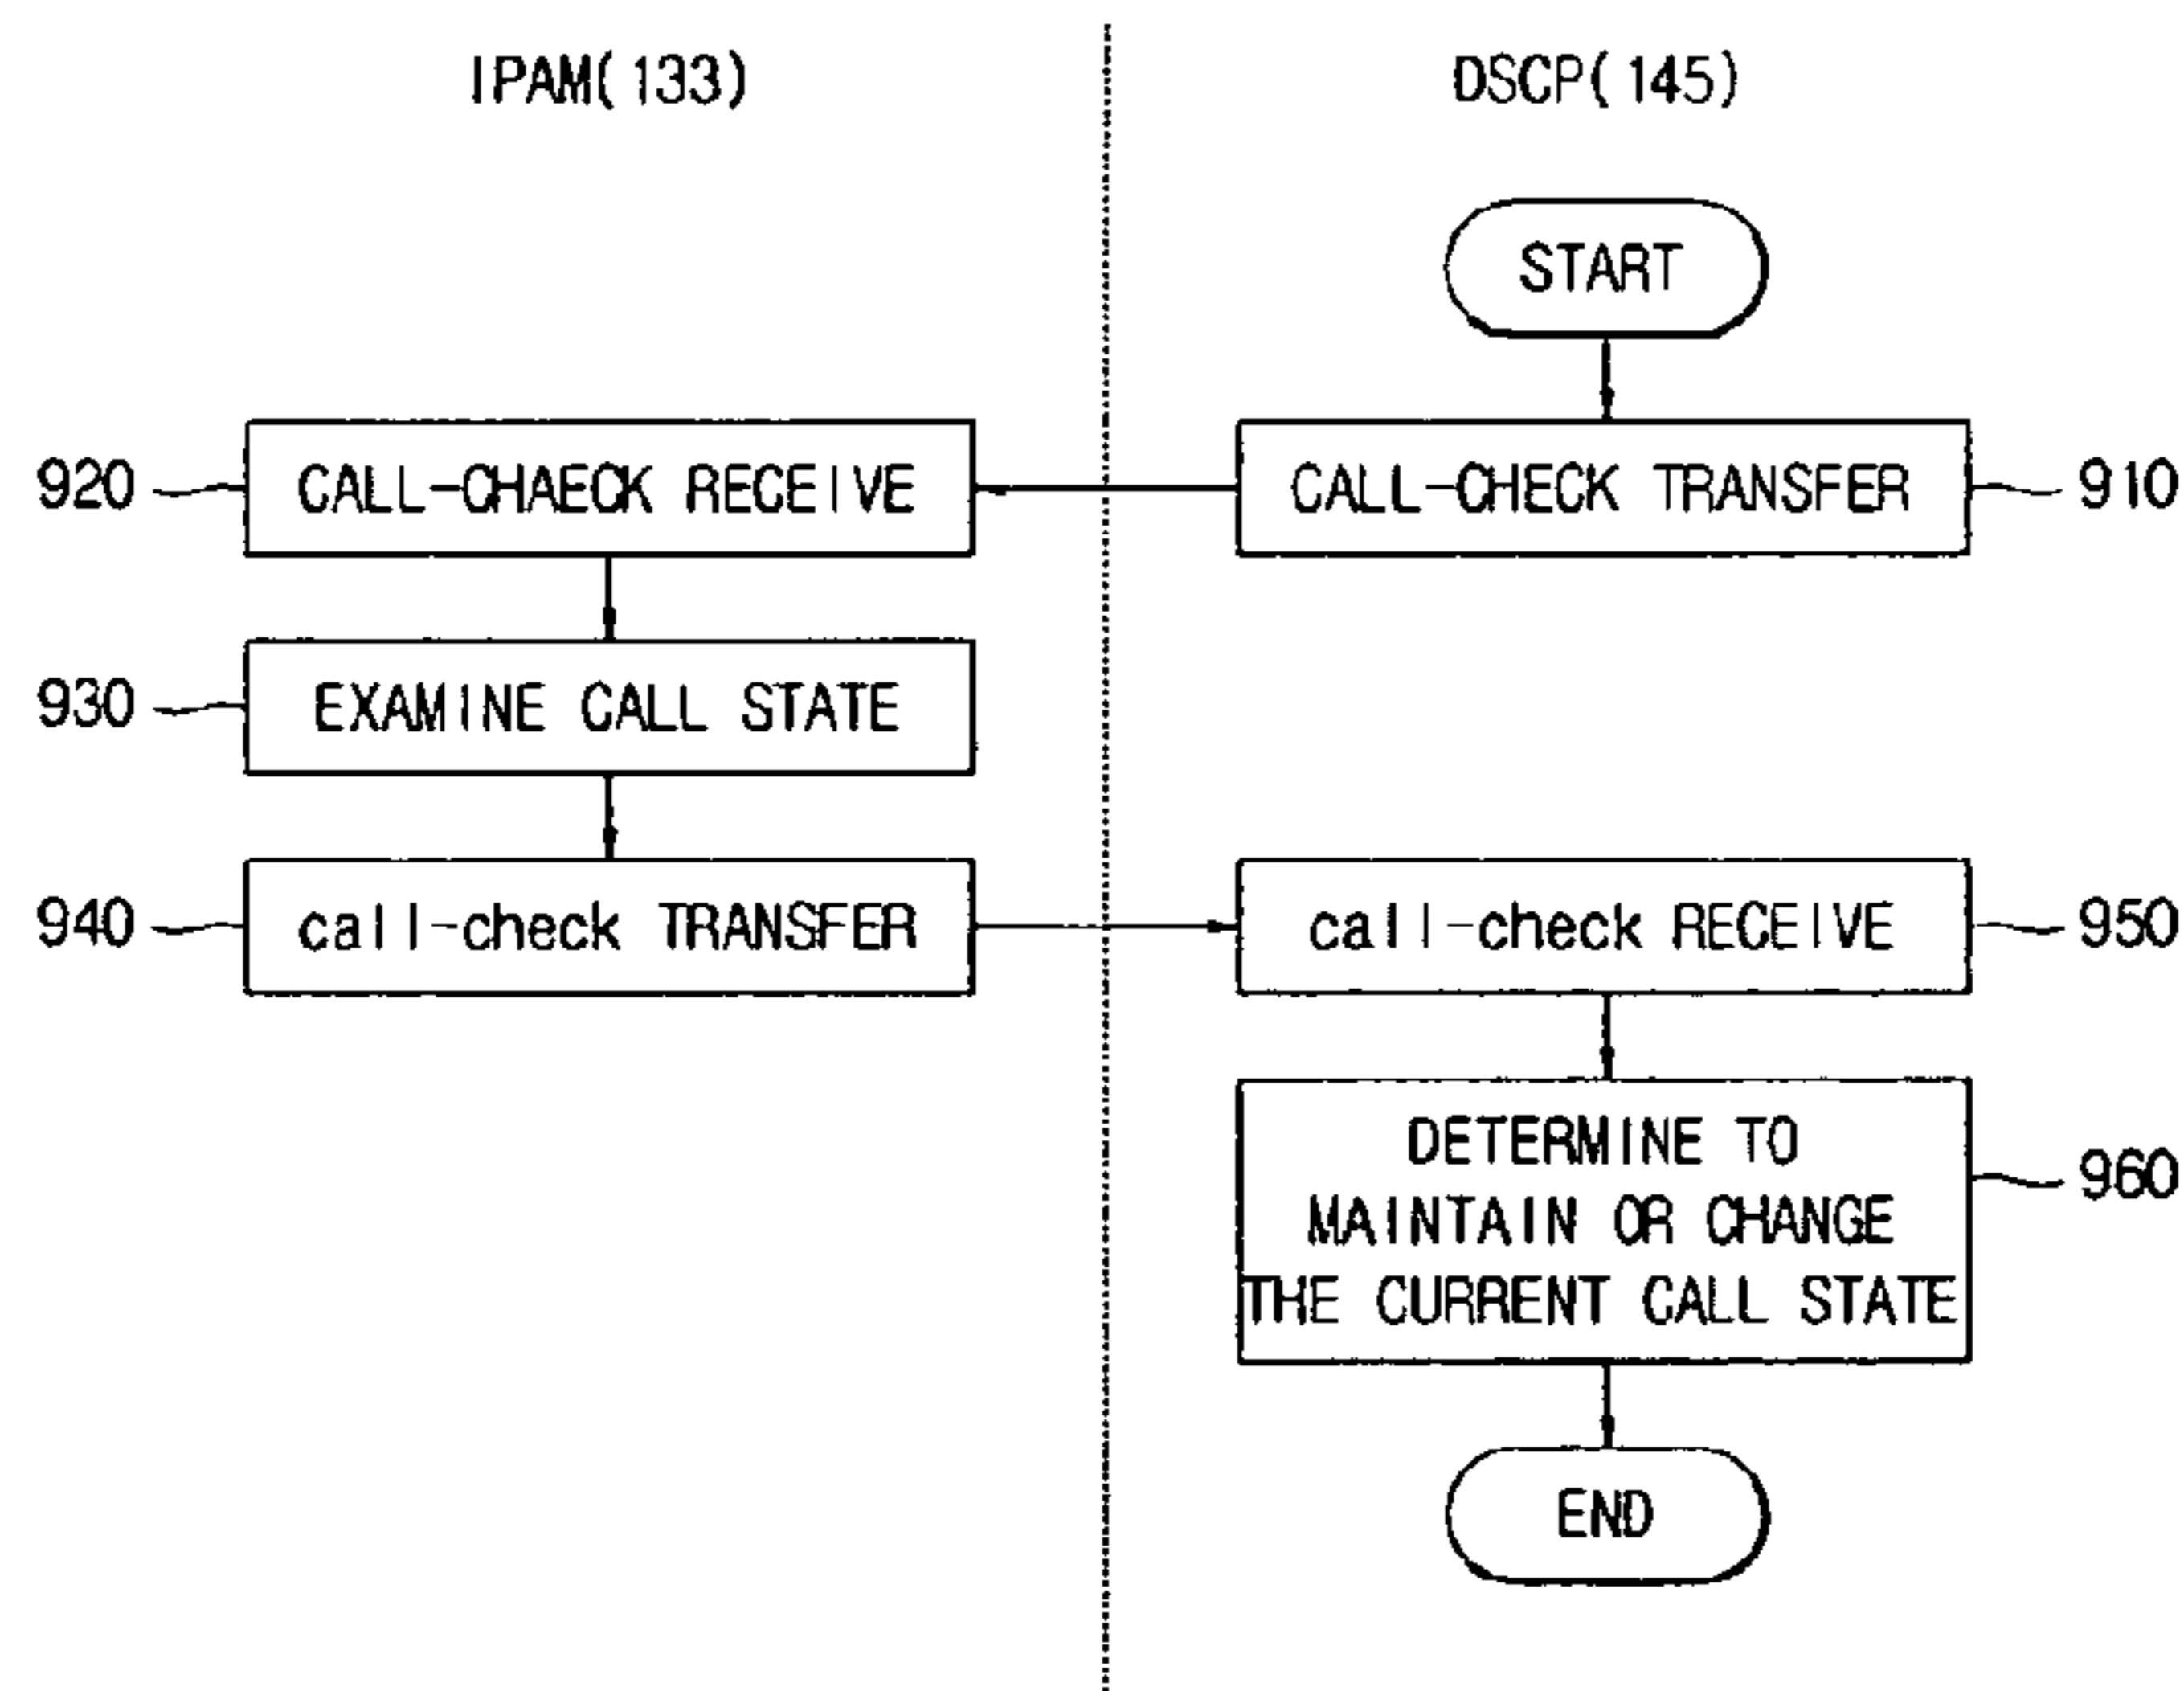 IPAM(133)
DSCP(145)
START
920
CALL-CHAECK RECEIVE
CALL-CHECK TRANSFER
910
930
EXAMINE CALL STATE
940
call-check TRANSFER
call-check RECEIVE
950
DETERMINE TO
MAINTAIN OR CHANGE
THE CURRENT CALL STATE
960
END